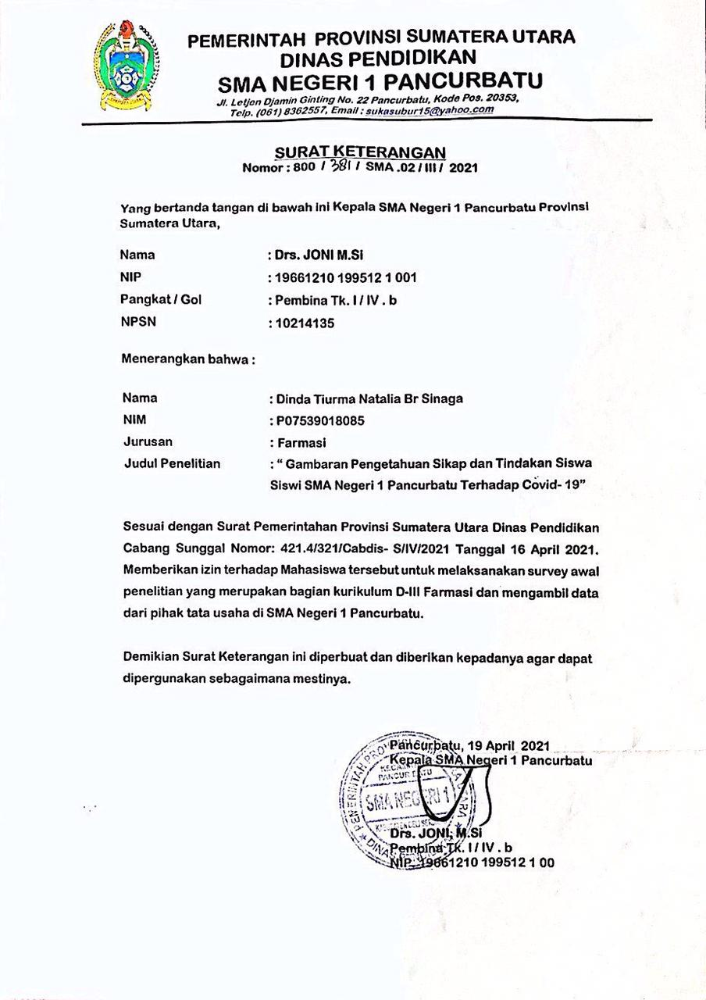 PEMERINTAH PROVINSI SUMATERA UTARA
DINAS PENDIDIKAN
SMA NEGERI 1 PANCURBATU
Jl. Letjen Djamin Ginting No. 22 Pancurbatu, Kode Pos. 20353,
Telp. (061) 8362557, Email : sukasubur15@yahoo.com
SURAT KETERANGAN
Nomor : 800 / 381 / SMA .02 / III / 2021
Yang bertanda tangan di bawah ini Kepala SMA Negeri 1 Pancurbatu Provinsi
Sumatera Utara,
Nama : Drs. JONI M.Si
NIP : 19661210 199512 1 001
Pangkat / Gol : Pembina Tk. I / IV . b
NPSN : 10214135
Menerangkan bahwa :
Nama : Dinda Tiurma Natalia Br Sinaga
NIM : P07539018085
Jurusan : Farmasi
Judul Penelitian : “ Gambaran Pengetahuan Sikap dan Tindakan Siswa
Siswi SMA Negeri 1 Pancurbatu Terhadap Covid- 19”
Sesuai dengan Surat Pemerintahan Provinsi Sumatera Utara Dinas Pendidikan
Cabang Sunggal Nomor: 421.4/321/Cabdis- S/IV/2021 Tanggal 16 April 2021.
Memberikan izin terhadap Mahasiswa tersebut untuk melaksanakan survey awal
penelitian yang merupakan bagian kurikulum D-III Farmasi dan mengambil data
dari pihak tata usaha di SMA Negeri 1 Pancurbatu.
Demikian Surat Keterangan ini diperbuat dan diberikan kepadanya agar dapat
dipergunakan sebagaimana mestinya.
Pancurbatu, 19 April 2021
Kepala SMA Negeri 1 Pancurbatu
PANCUR BATU
SMA NEGERI 1
Drs. JONI, M.Si
Pembina Tk. I / IV . b
NIP. 19661210 199512 1 00